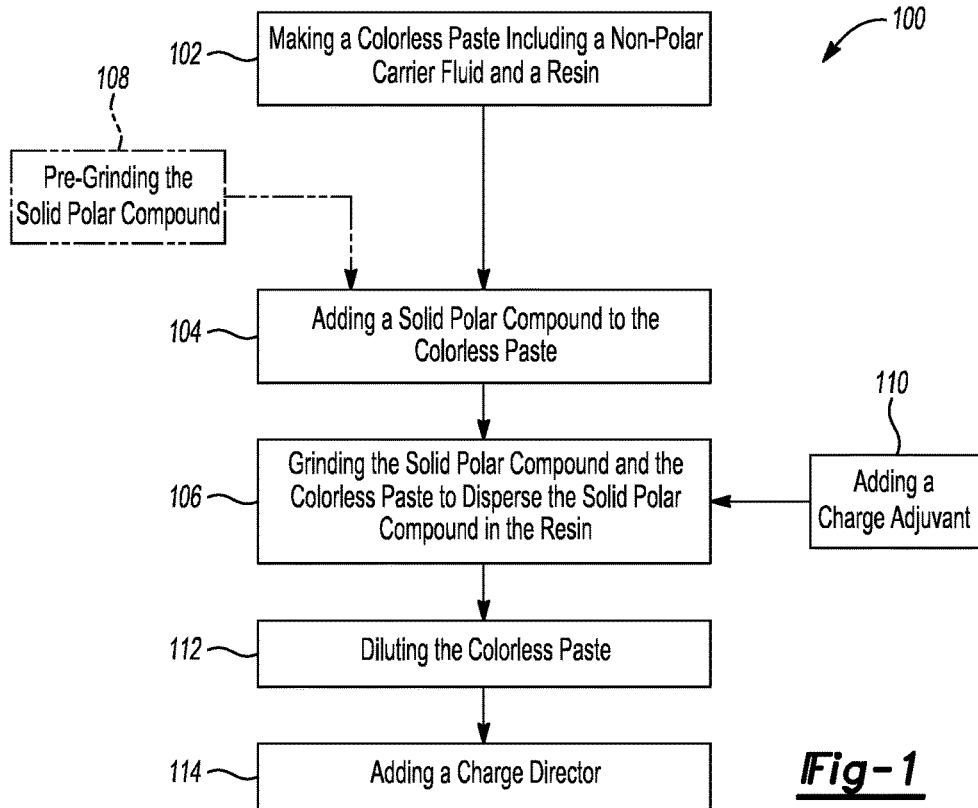 100
102
Making a Colorless Paste Including a Non-Polar
Carrier Fluid and a Resin
108
Pre-Grinding the
Solid Polar Compound
104
Adding a Solid Polar Compound to the
Colorless Paste
110
106
Grinding the Solid Polar Compound and the
Colorless Paste to Disperse the Solid Polar
Compound in the Resin
Adding a
Charge Adjuvant
112
Diluting the Colorless Paste
114
Adding a Charge Director
Fig-1